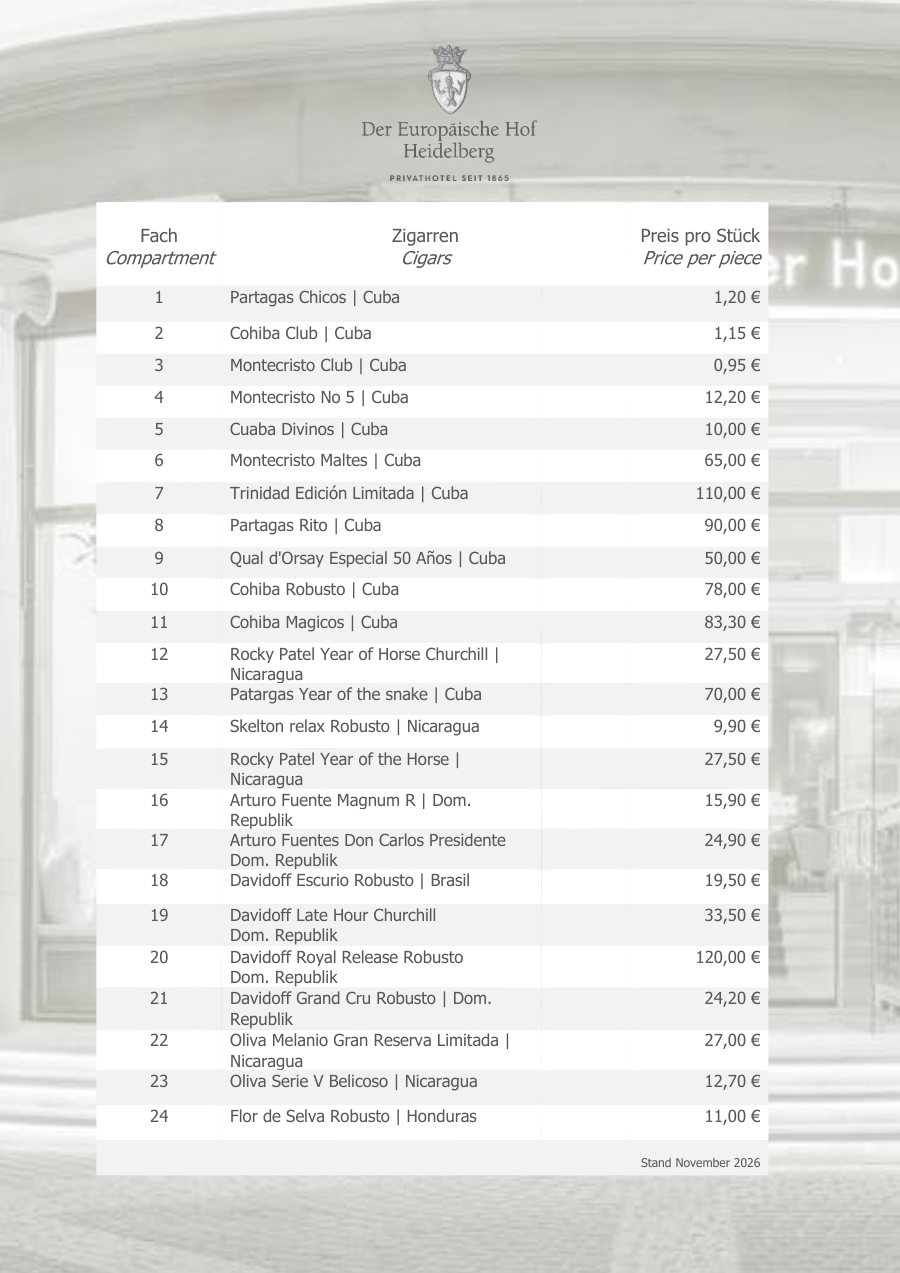 Der Europäische Hof
Heidelberg
PRIVATHOTEL SEIT 1865
Fach Zigarren Preis pro Stück
Compartment Cigars Price per piece
er Ho
1 Partagas Chicos | Cuba 1,20 €
2 Cohiba Club | Cuba 1,15 €
3 Montecristo Club | Cuba 0,95 €
4 Montecristo No 5 | Cuba 12,20 €
5 Cuaba Divinos | Cuba 10,00 €
6 Montecristo Maltes | Cuba 65,00 €
7 Trinidad Edición Limitada | Cuba 110,00 €
8 Partagas Rito | Cuba 90,00 €
9 Qual d'Orsay Especial 50 Años | Cuba 50,00 €
10 Cohiba Robusto | Cuba 78,00 €
11 Cohiba Magicos | Cuba 83,30 €
12 Rocky Patel Year of Horse Churchill | 27,50 €
Nicaragua
13 Patargas Year of the snake | Cuba 70,00 €
14 Skelton relax Robusto | Nicaragua 9,90 €
15 Rocky Patel Year of the Horse | 27,50 €
Nicaragua
16 Arturo Fuente Magnum R | Dom. 15,90 €
Republik
17 Arturo Fuentes Don Carlos Presidente 24,90 €
Dom. Republik
18 Davidoff Escurio Robusto | Brasil 19,50 €
19 Davidoff Late Hour Churchill 33,50 €
Dom. Republik
20 Davidoff Royal Release Robusto 120,00 €
Dom. Republik
21 Davidoff Grand Cru Robusto | Dom. 24,20 €
Republik
22 Oliva Melanio Gran Reserva Limitada | 27,00 €
Nicaragua
23 Oliva Serie V Belicoso | Nicaragua 12,70 €
24 Flor de Selva Robusto | Honduras 11,00 €
Stand November 2026